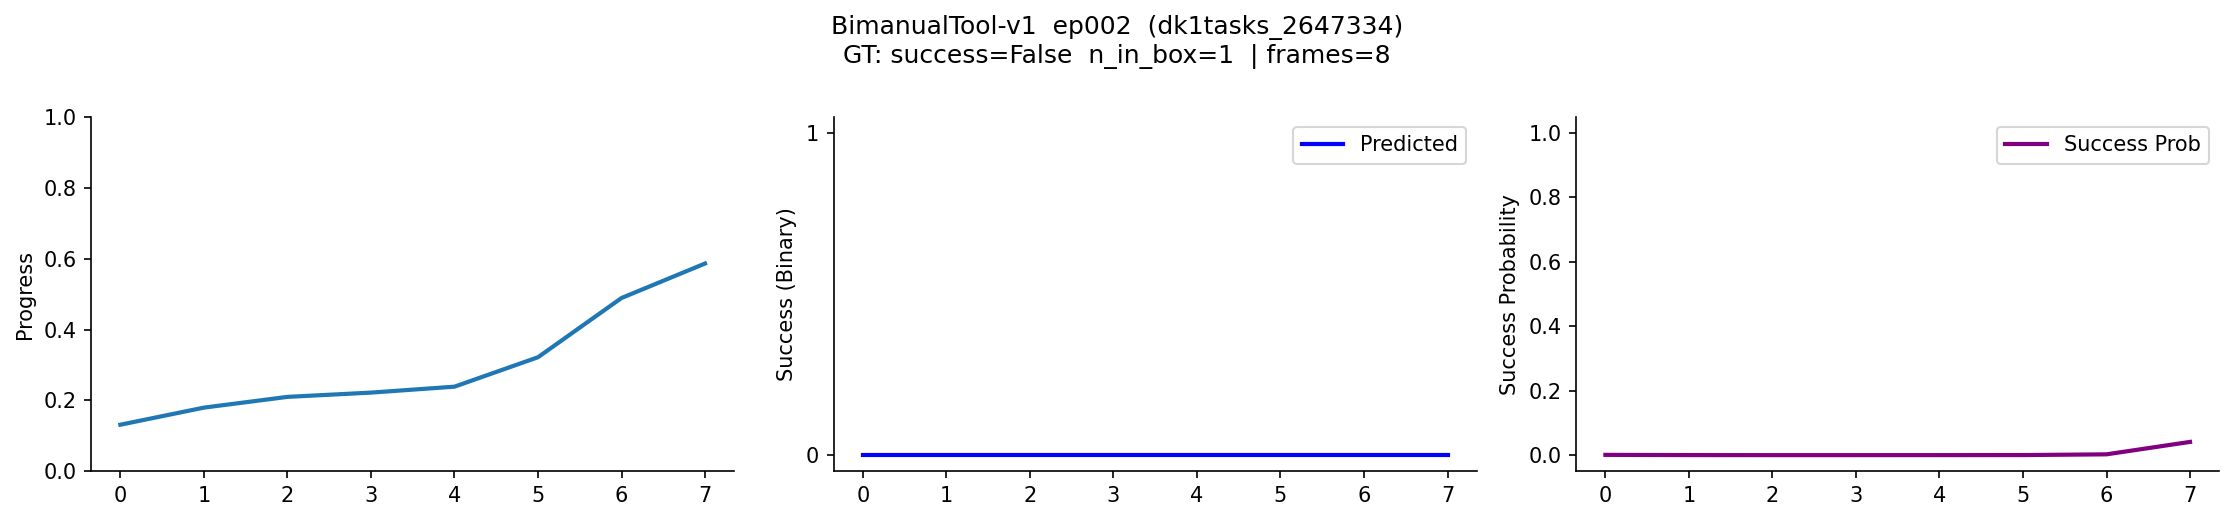 BimanualTool-v1  ep002  (dk1tasks_2647334)
GT: success=False  n_in_box=1  | frames=8
Progress
1.0
0.8
0.6
0.4
0.2
0.0
0 1 2 3 4 5 6 7
Success (Binary)
1
0
Predicted
0 1 2 3 4 5 6 7
Success Probability
1.0
0.8
0.6
0.4
0.2
0.0
Success Prob
0 1 2 3 4 5 6 7